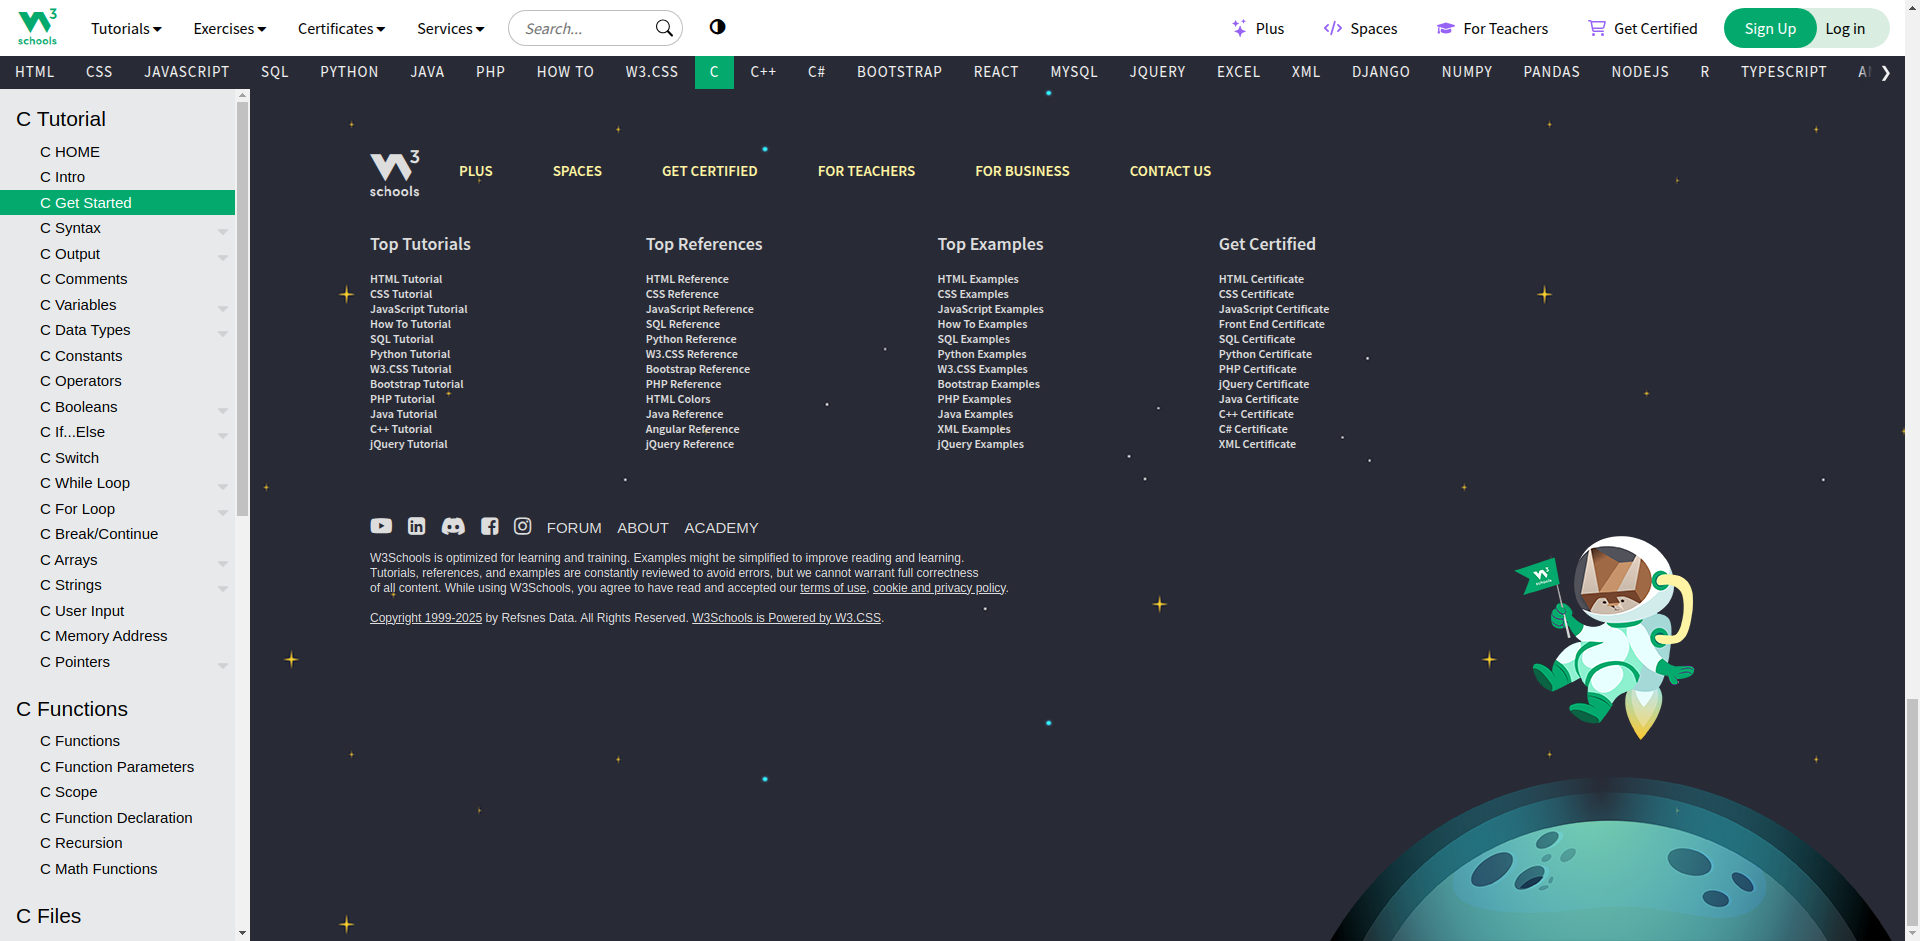 W3 schools
Tutorials Exercises Certificates Services Search... Plus Spaces For Teachers Get Certified Sign Up Log in
HTML CSS JAVASCRIPT SQL PYTHON JAVA PHP HOW TO W3.CSS C C++ C# BOOTSTRAP REACT MYSQL JQUERY EXCEL XML DJANGO NUMPY PANDAS NODEJS R TYPESCRIPT
C Tutorial
C HOME
C Intro
C Get Started
C Syntax
C Output
C Comments
C Variables
C Data Types
C Constants
C Operators
C Booleans
C If...Else
C Switch
C While Loop
C For Loop
C Break/Continue
C Arrays
C Strings
C User Input
C Memory Address
C Pointers
C Functions
C Functions
C Function Parameters
C Scope
C Function Declaration
C Recursion
C Math Functions
C Files
W3 schools PLUS SPACES GET CERTIFIED FOR TEACHERS FOR BUSINESS CONTACT US
Top Tutorials
HTML Tutorial
CSS Tutorial
JavaScript Tutorial
How To Tutorial
SQL Tutorial
Python Tutorial
W3.CSS Tutorial
Bootstrap Tutorial
PHP Tutorial
Java Tutorial
C++ Tutorial
jQuery Tutorial
Top References
HTML Reference
CSS Reference
JavaScript Reference
SQL Reference
Python Reference
W3.CSS Reference
Bootstrap Reference
PHP Reference
HTML Colors
Java Reference
Angular Reference
jQuery Reference
Top Examples
HTML Examples
CSS Examples
JavaScript Examples
How To Examples
SQL Examples
Python Examples
W3.CSS Examples
Bootstrap Examples
PHP Examples
Java Examples
XML Examples
jQuery Examples
Get Certified
HTML Certificate
CSS Certificate
JavaScript Certificate
Front End Certificate
SQL Certificate
Python Certificate
PHP Certificate
jQuery Certificate
Java Certificate
C++ Certificate
C# Certificate
XML Certificate
FORUM ABOUT ACADEMY
W3Schools is optimized for learning and training. Examples might be simplified to improve reading and learning.
Tutorials, references, and examples are constantly reviewed to avoid errors, but we cannot warrant full correctness
of all content. While using W3Schools, you agree to have read and accepted our terms of use, cookie and privacy policy.
Copyright 1999-2025 by Refsnes Data. All Rights Reserved. W3Schools is Powered by W3.CSS.
W3 schools